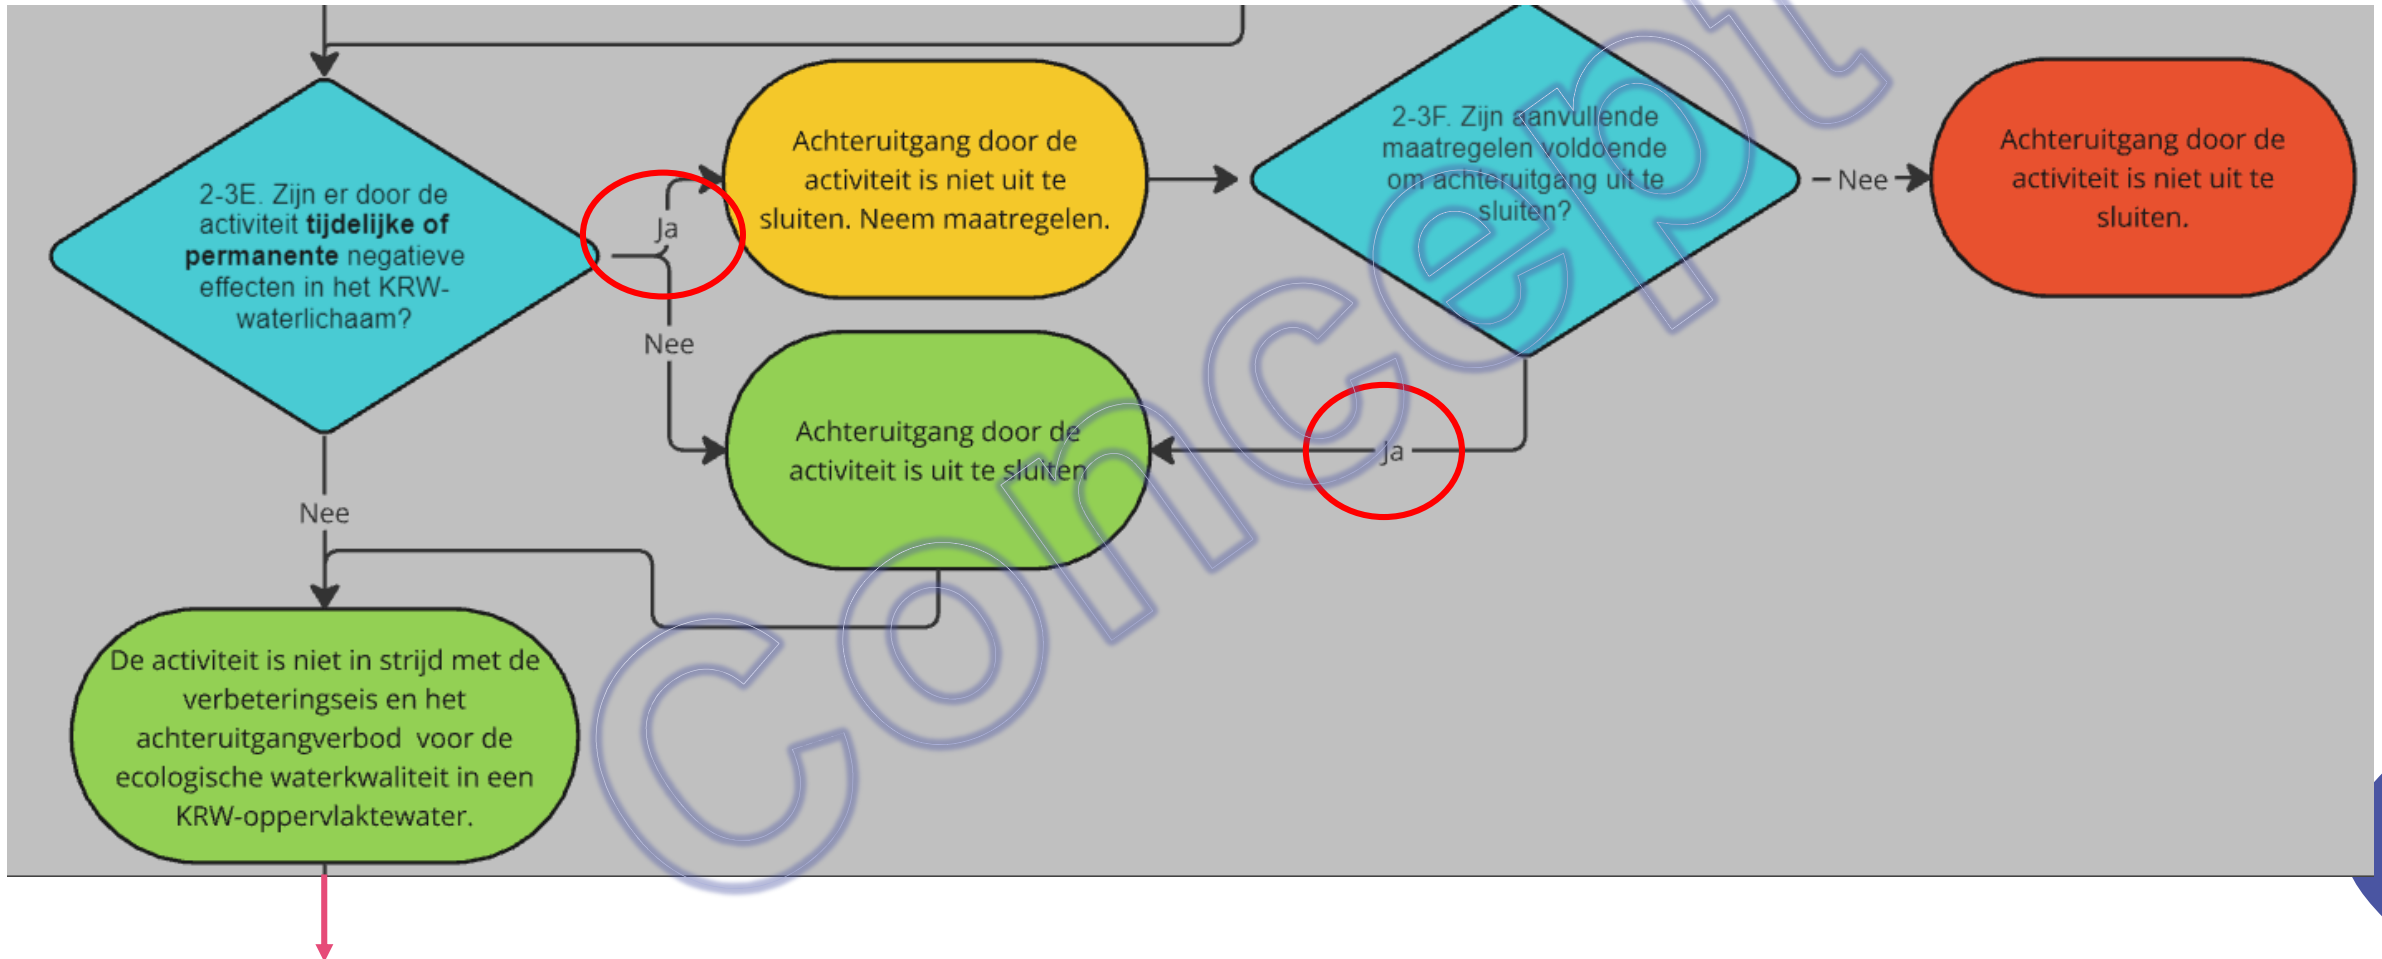 2-3E. Zijn er door de
activiteit tijdelijke of
permanente negatieve
effecten in het KRW-
waterlichaam?
Ja
Nee
Nee
Achteruitgang door de
activiteit is niet uit te
sluiten. Neem maatregelen.
2-3F. Zijn aanvullende
maatregelen voldoende
om achteruitgang uit te
sluiten?
Nee
Achteruitgang door de
activiteit is niet uit te
sluiten.
Ja
Achteruitgang door de
activiteit is uit te sluiten
De activiteit is niet in strijd met de
verbeteringseis en het
achteruitgangverbod  voor de
ecologische waterkwaliteit in een
KRW-oppervlaktewater.
Concept